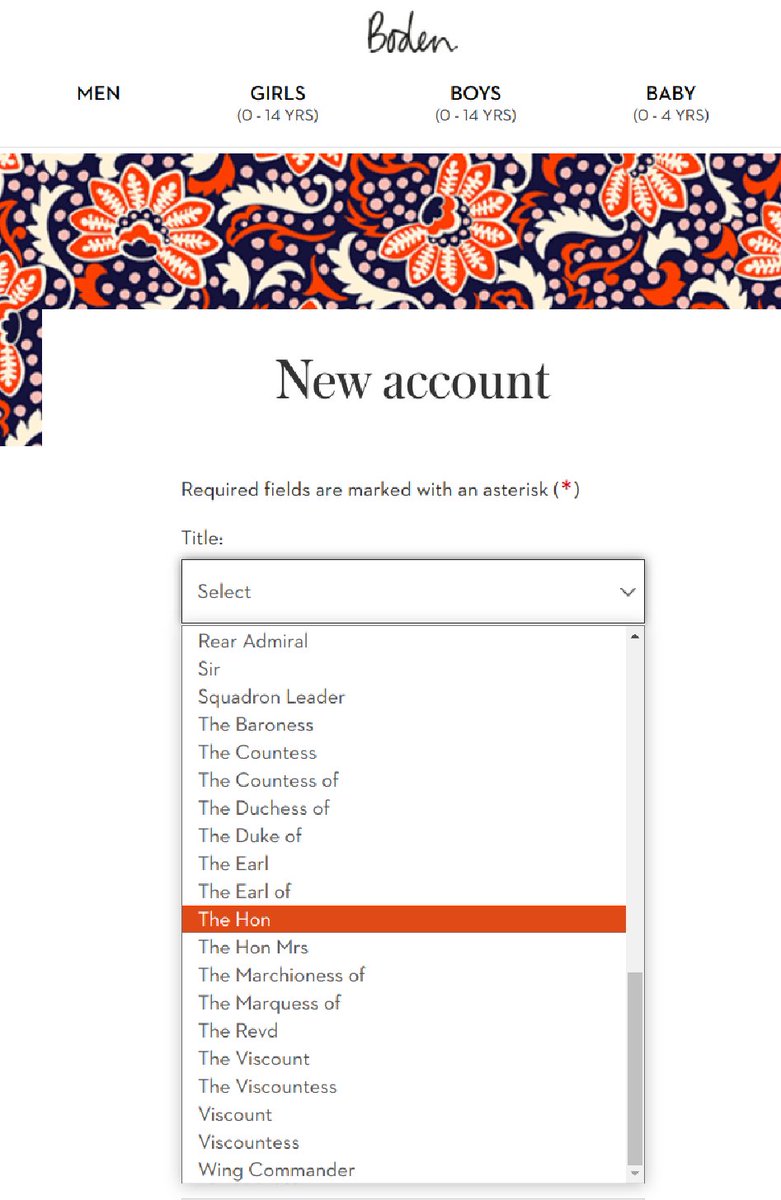 Boden
MEN GIRLS BOYS BABY
(0 - 14 YRS) (0 - 14 YRS) (0 - 4 YRS)
New account
Required fields are marked with an asterisk (*)
Title:
Select
Rear Admiral
Sir
Squadron Leader
The Baroness
The Countess
The Countess of
The Duchess of
The Duke of
The Earl
The Earl of
The Hon
The Hon Mrs
The Marchioness of
The Marquess of
The Revd
The Viscount
The Viscountess
Viscount
Viscountess
Wing Commander